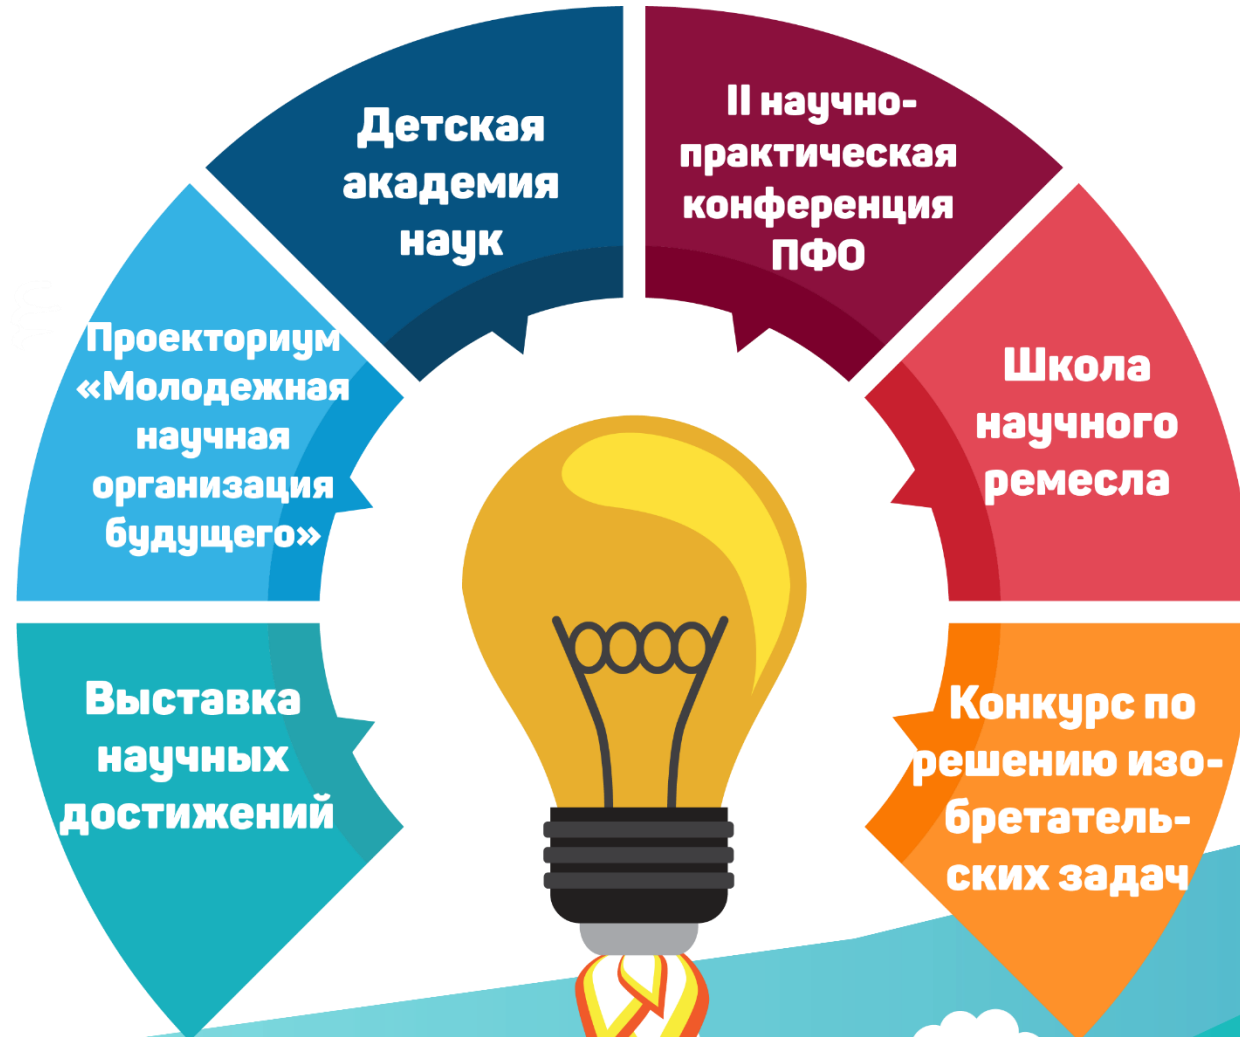 Детская
академия
наук
II научно-
практическая
конференция
ПФО
Проекториум
«Молодежная
научная
организация
будущего»
Школа
научного
ремесла
Выставка
научных
достижений
Конкурс по
решению изо-
бретатель-
ских задач